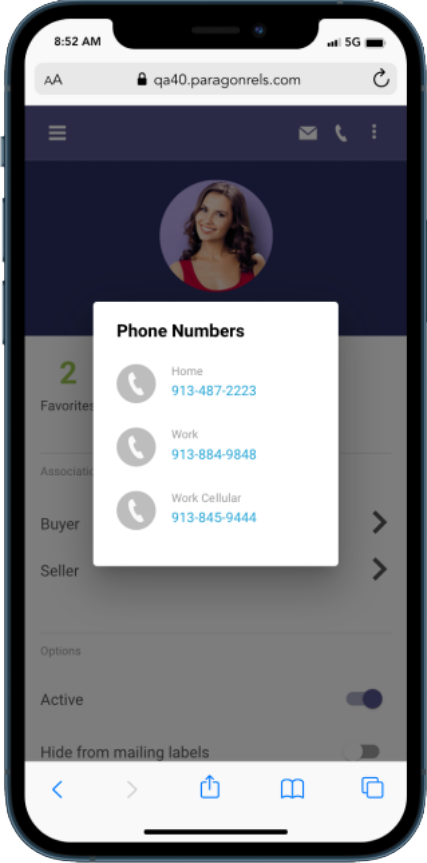 8:52 AM
5G
AA
qa40.paragonrels.com
Phone Numbers
Home
913-487-2223
Work
913-884-9848
Work Cellular
913-845-9444
2
Favorites
Associatio
Buyer
Seller
Options
Active
Hide from mailing labels